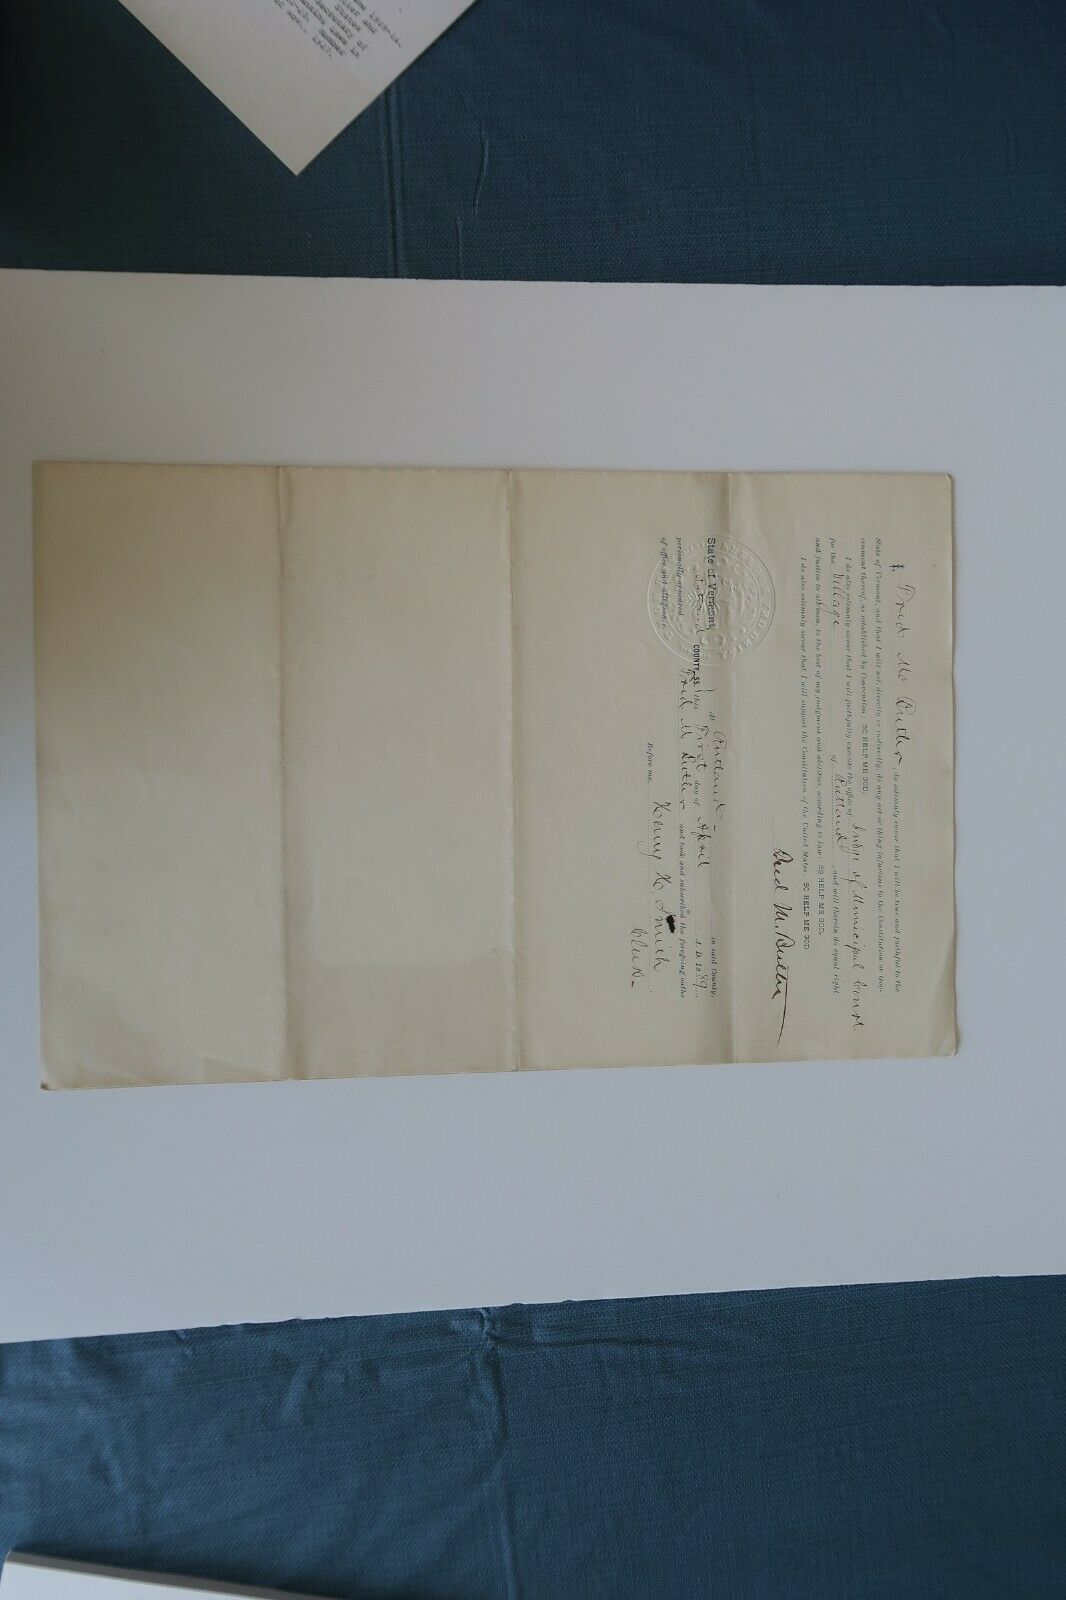 I, Fred M. Butler, do solemnly swear that I will be true and faithful to the
State of Vermont, and that I will not, directly or indirectly, do any act or thing injurious to the Constitution or Gov-
ernment thereof, as established by Convention. SO HELP ME GOD.
I do also solemnly swear that I will faithfully execute the office of Judge of Municipal Court
for the Village of Rutland, and will therein do equal right
and justice to all men, to the best of my judgment and abilities, according to law: SO HELP ME GOD.
I do also solemnly swear that I will support the Constitution of the United States. SO HELP ME GOD.
Fred M. Butler
State of Vermont, At Rutland in said County,
Rutland COUNTY, SS. this First day of April A. D. 1889,
personally appeared Fred M. Butler and took and subscribed the foregoing oaths
of office and allegiance.
Before me, Henry H. Smith
Clerk.